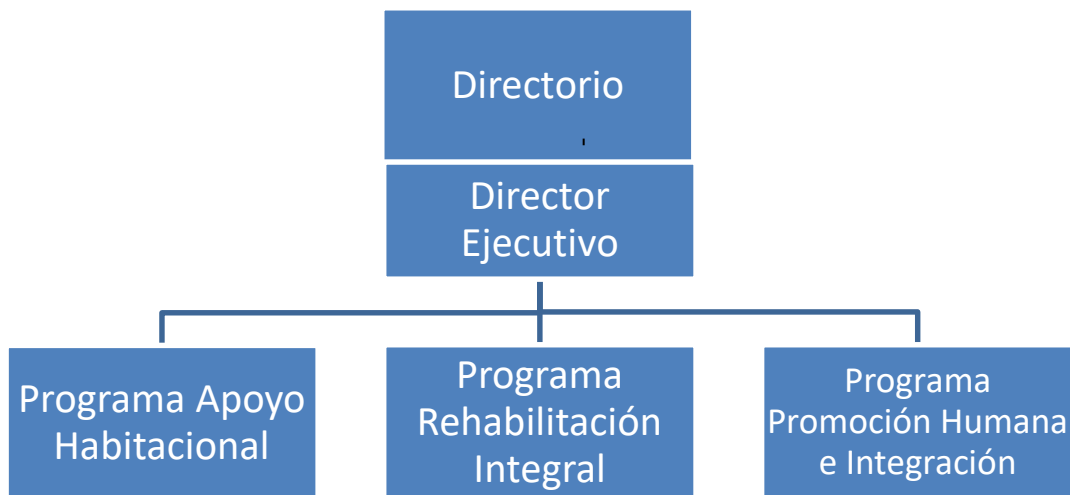 Directorio
Director
Ejecutivo
Programa Apoyo
Habitacional
Programa
Rehabilitación
Integral
Programa
Promoción Humana
e Integración